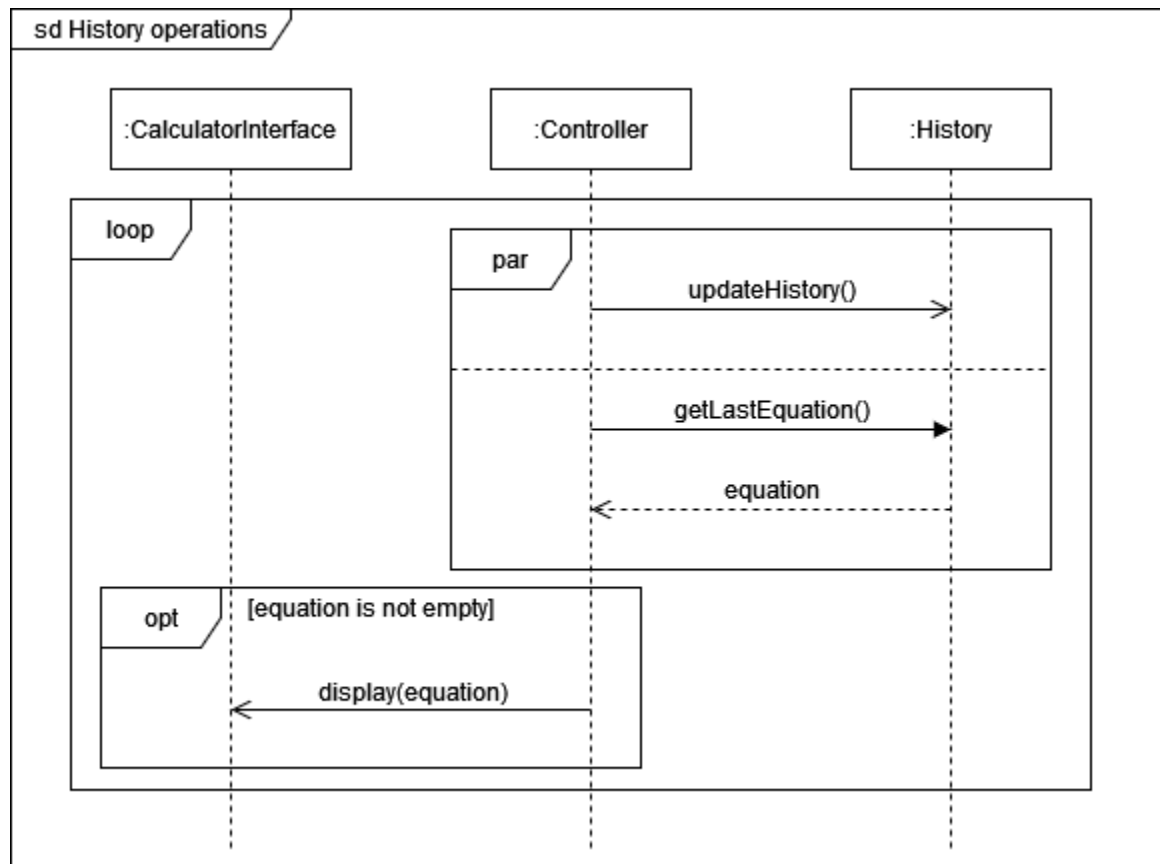 sd History operations
:CalculatorInterface
:Controller
:History
loop
par
updateHistory()
getLastEquation()
equation
opt
[equation is not empty]
display(equation)